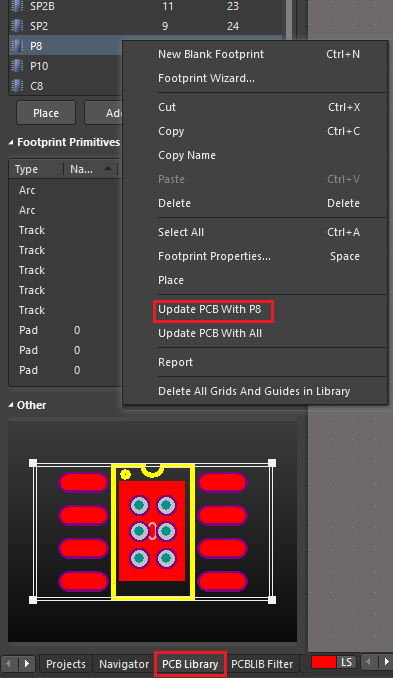 SP2B 11 23
SP2 9 24
P8
P10
C8
Place Add
Footprint Primitives
Type Na...
Arc
Arc
Track
Track
Track
Track
Track
Pad 0
Pad 0
Pad 0
New Blank Footprint Ctrl+N
Footprint Wizard...
Cut Ctrl+X
Copy Ctrl+C
Copy Name
Paste Ctrl+V
Delete Delete
Select All Ctrl+A
Footprint Properties... Space
Place
Update PCB With P8
Update PCB With All
Report
Delete All Grids And Guides in Library
Other
Projects Navigator PCB Library PCBLIB Filter LS